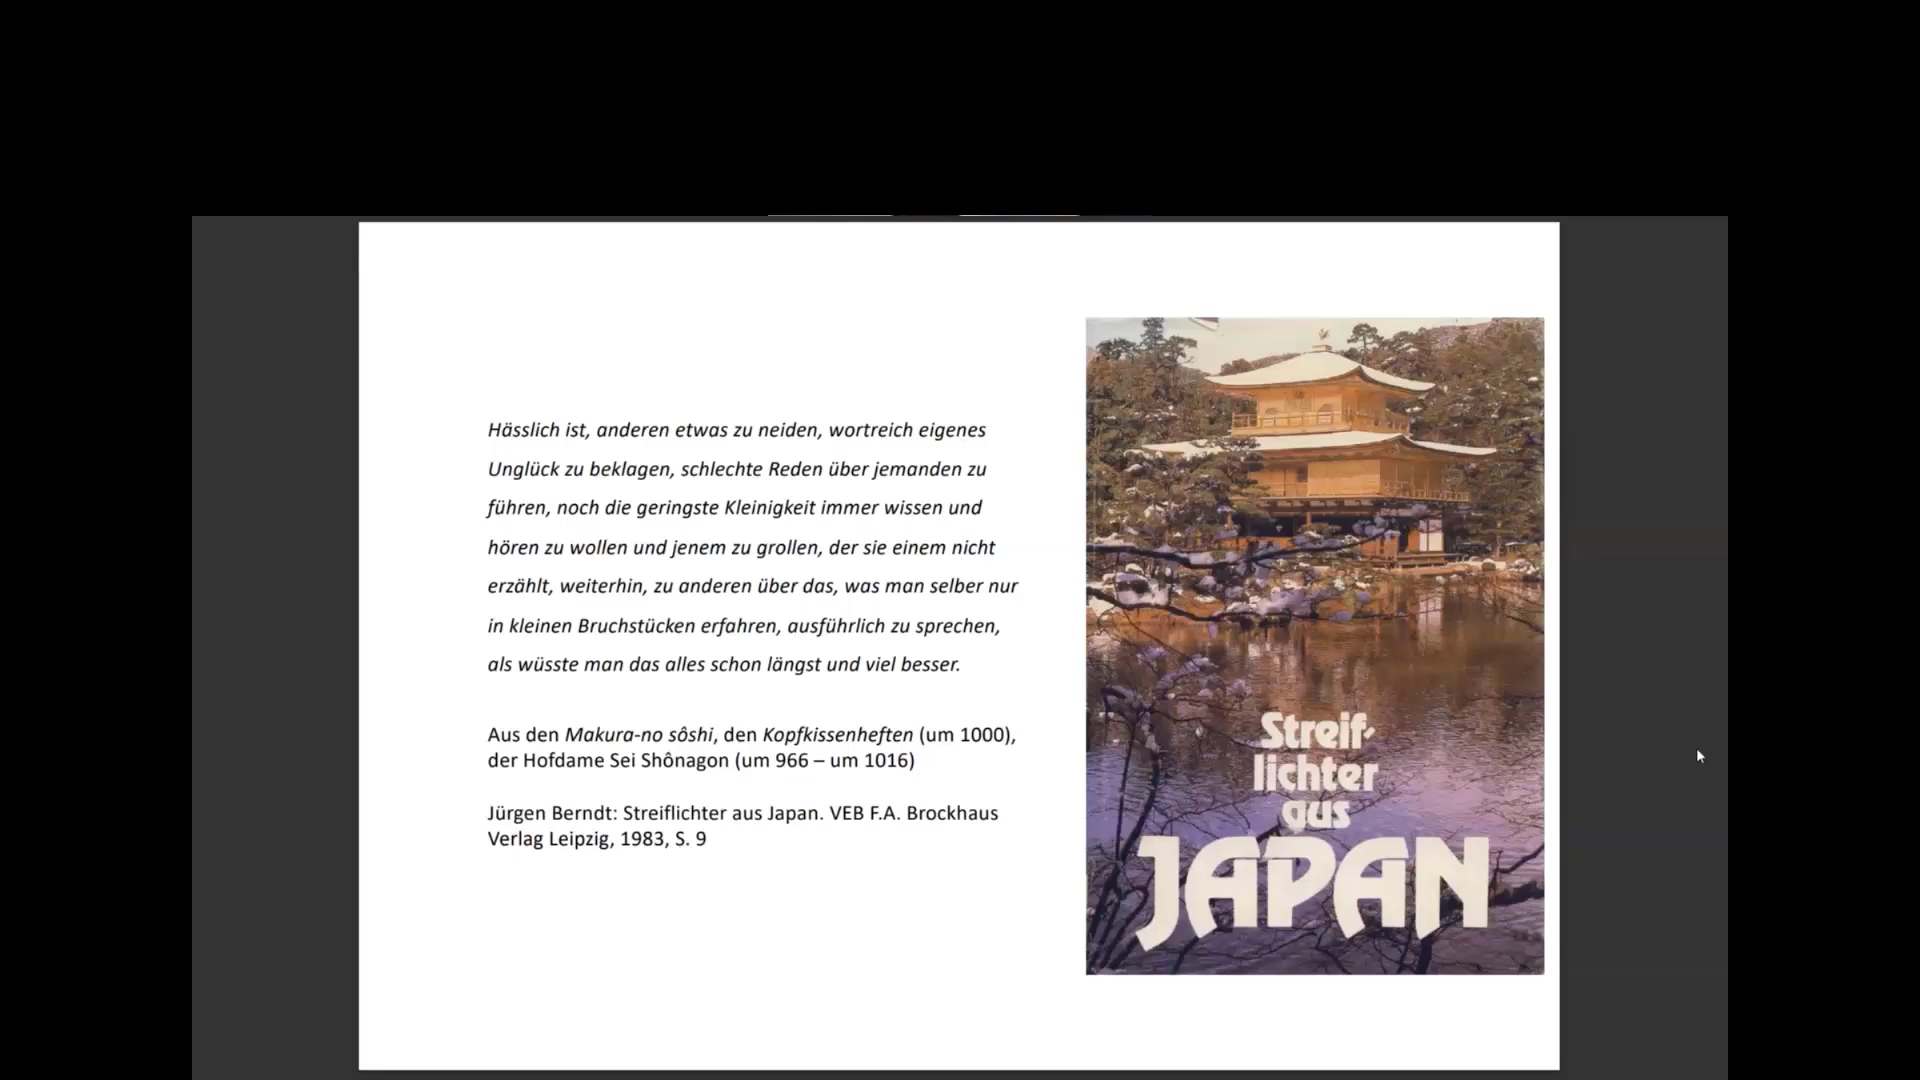 Hässlich ist, anderen etwas zu neiden, wortreich eigenes
Unglück zu beklagen, schlechte Reden über jemanden zu
führen, noch die geringste Kleinigkeit immer wissen und
hören zu wollen und jenem zu grollen, der sie einem nicht
erzählt, weiterhin, zu anderen über das, was man selber nur
in kleinen Bruchstücken erfahren, ausführlich zu sprechen,
als wüsste man das alles schon längst und viel besser.
Aus den Makura-no sôshi, den Kopfkissenheften (um 1000),
der Hofdame Sei Shônagon (um 966 – um 1016)
Jürgen Berndt: Streiflichter aus Japan. VEB F.A. Brockhaus
Verlag Leipzig, 1983, S. 9
Streif-
lichter
aus
JAPAN